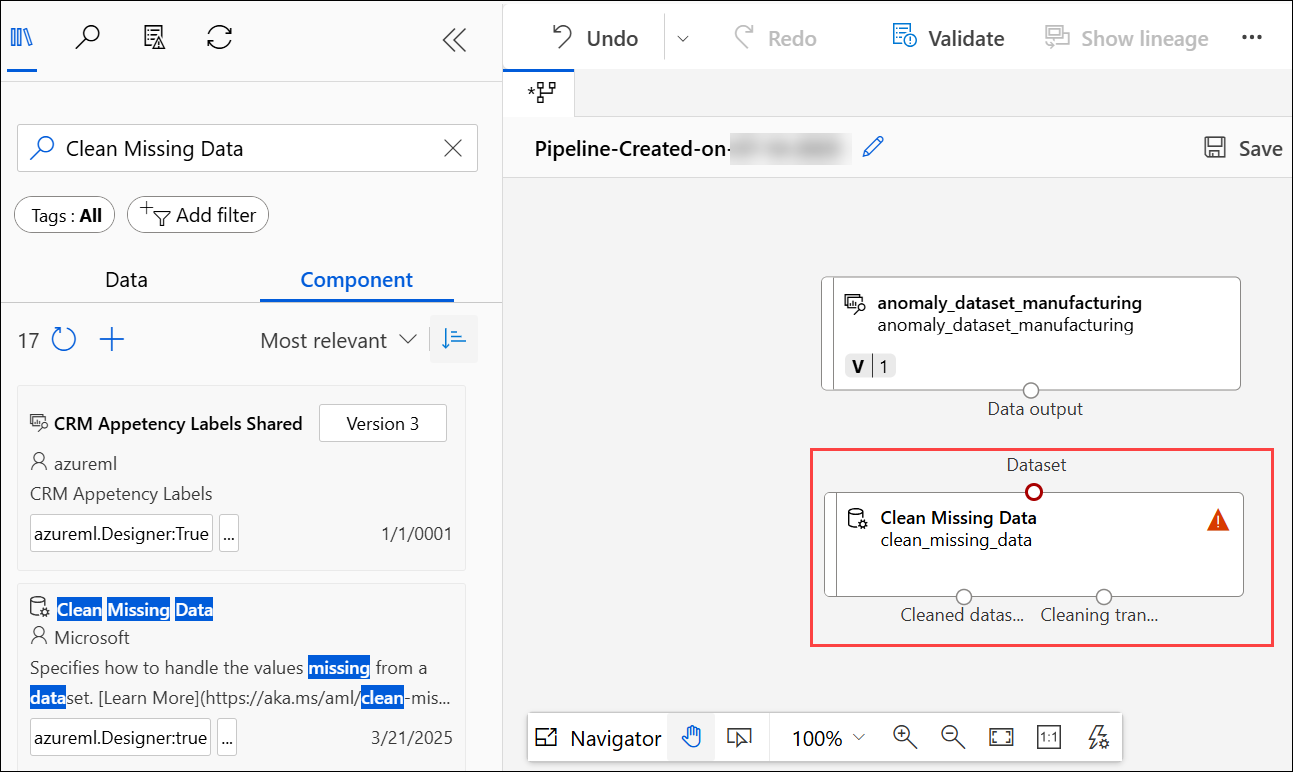 Undo
Redo
Validate
Show lineage
Clean Missing Data
Tags : All
Add filter
Data
Component
17
Most relevant
CRM Appetency Labels Shared
Version 3
azureml
CRM Appetency Labels
azureml.Designer:True
...
1/1/0001
Clean Missing Data
Microsoft
Specifies how to handle the values missing from a
dataset. [Learn More](https://aka.ms/aml/clean-mis...
azureml.Designer:true
...
3/21/2025
Pipeline-Created-on-
Save
anomaly_dataset_manufacturing
anomaly_dataset_manufacturing
V 1
Data output
Dataset
Clean Missing Data
clean_missing_data
Cleaned datas...
Cleaning tran...
Navigator
100%
1:1